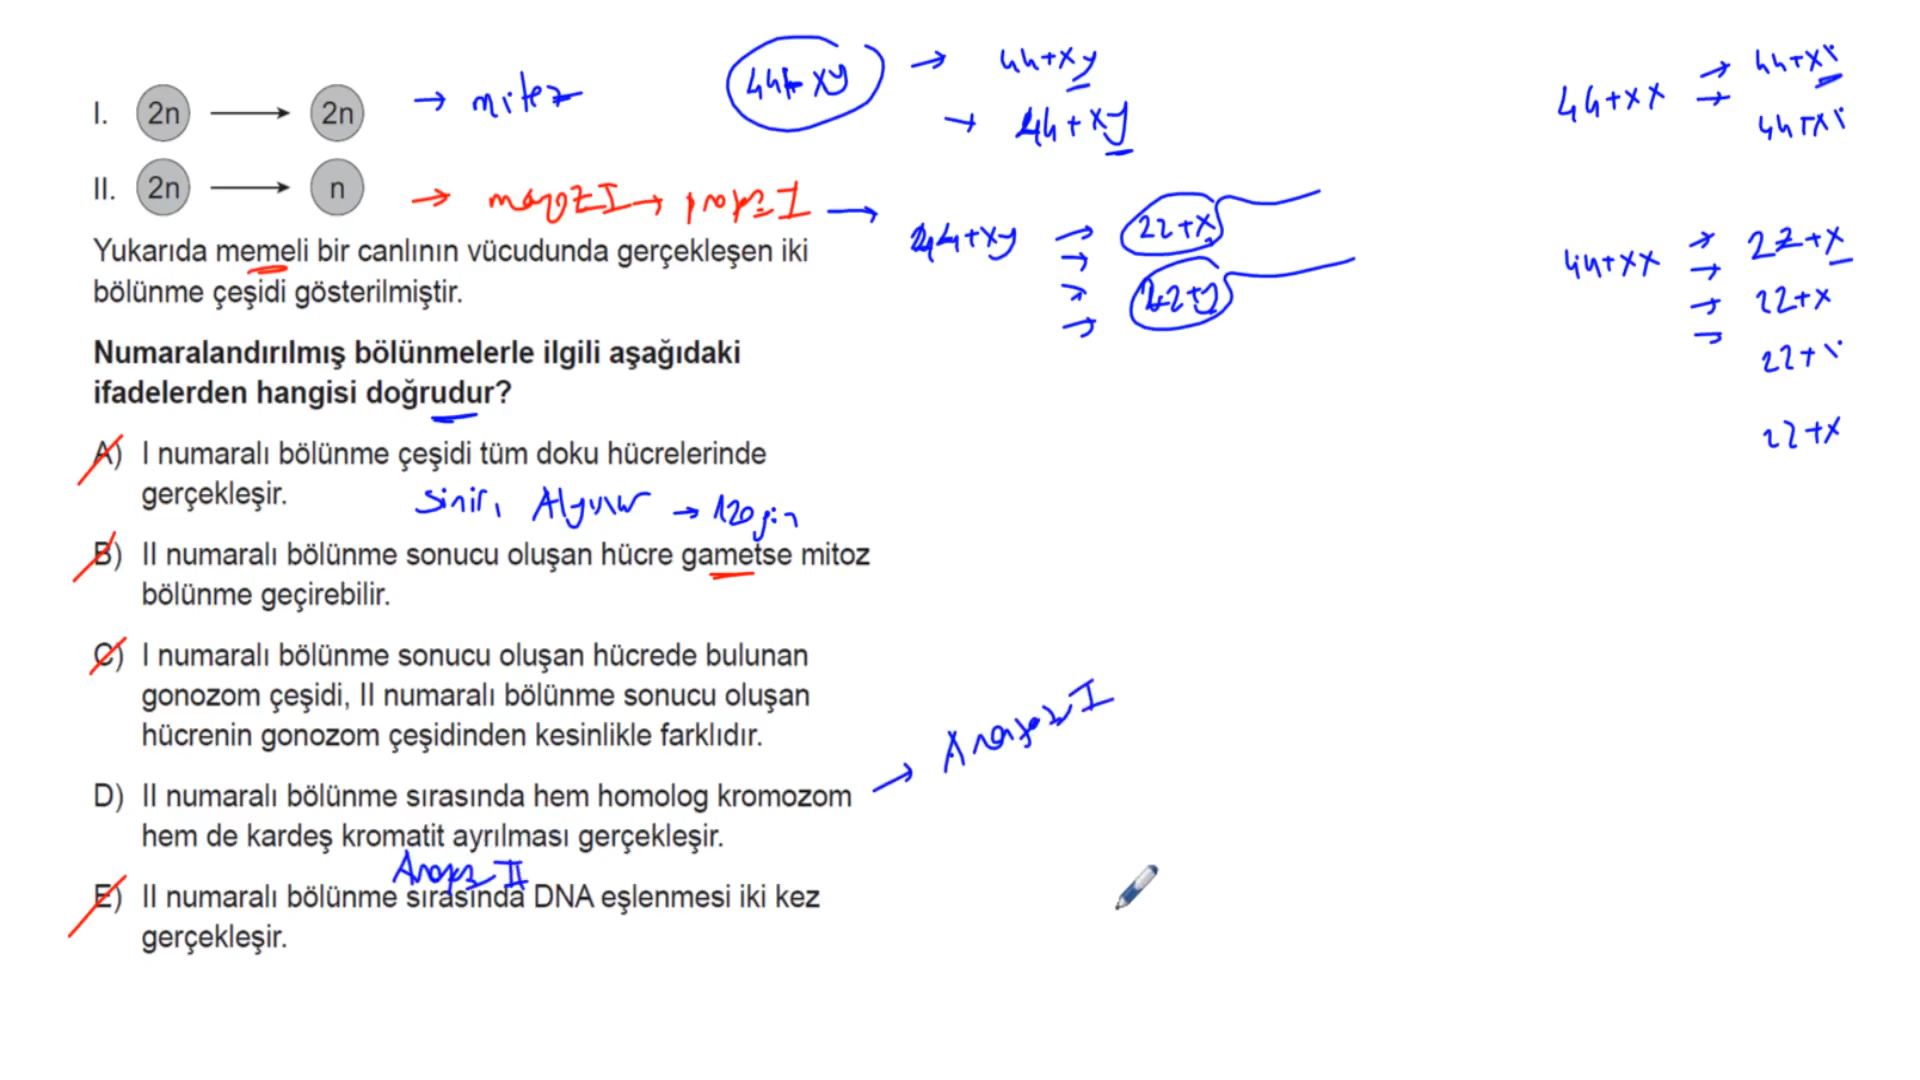 I. 2n → 2n → mitoz
44+xy → 44+xy
→ 44+xy
44+xx → 44+xx
→ 44+xx
II. 2n → n → mayoz I → profaz I →
44+xy → 22+x
→ 22+y
44+xx → 22+x
→ 22+x
→ 22+x
→ 22+x
Yukarıda memeli bir canlının vücudunda gerçekleşen iki
bölünme çeşidi gösterilmiştir.
Numaralandırılmış bölünmelerle ilgili aşağıdaki
ifadelerden hangisi doğrudur?
A) I numaralı bölünme çeşidi tüm doku hücrelerinde
gerçekleşir.
Sinir, Alyuvar → 120 gün
B) II numaralı bölünme sonucu oluşan hücre gametse mitoz
bölünme geçirebilir.
C) I numaralı bölünme sonucu oluşan hücrede bulunan
gonozom çeşidi, II numaralı bölünme sonucu oluşan
hücrenin gonozom çeşidinden kesinlikle farklıdır.
D) II numaralı bölünme sırasında hem homolog kromozom → Anafaz I
hem de kardeş kromatit ayrılması gerçekleşir.
Anafaz II
E) II numaralı bölünme sırasında DNA eşlenmesi iki kez
gerçekleşir.